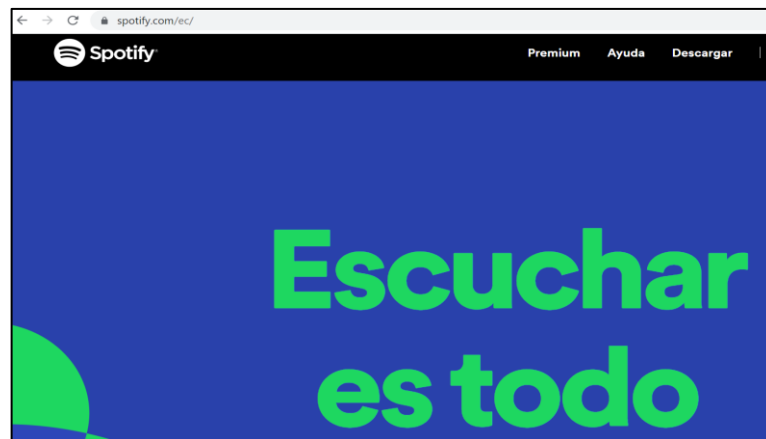 spotify.com/ec/
Spotify
Premium Ayuda Descargar
Escuchar
es todo